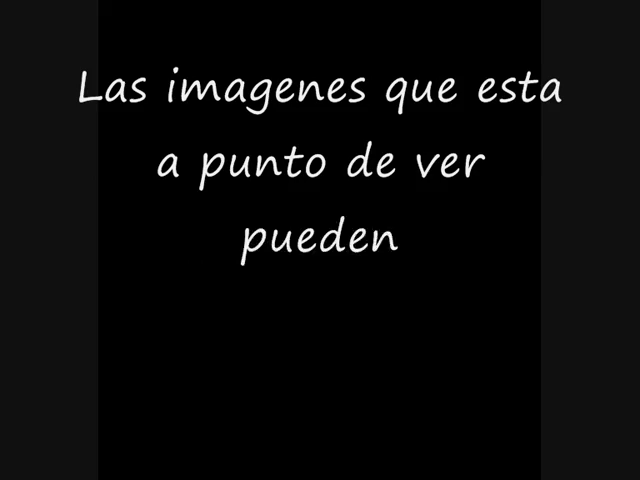 Las imagenes que esta
a punto de ver
pueden